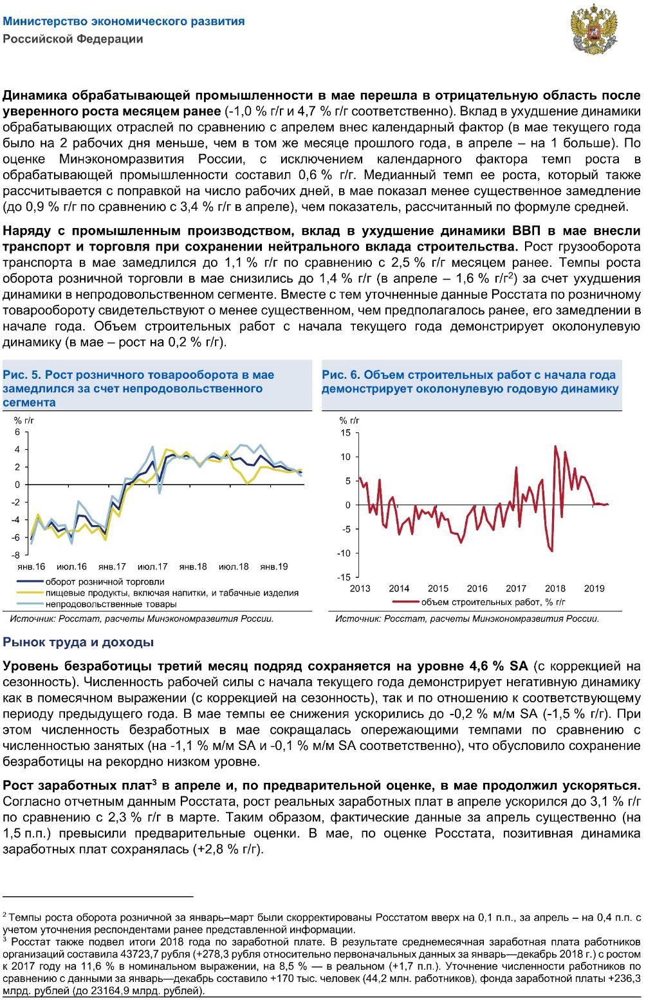 Министерство экономического развития
Российской Федерации
Динамика обрабатывающей промышленности в мае перешла в отрицательную область после
уверенного роста месяцем ранее (-1,0 % г/г и 4,7 % г/г соответственно). Вклад в ухудшение динамики
обрабатывающих отраслей по сравнению с апрелем внес календарный фактор (в мае текущего года
было на 2 рабочих дня меньше, чем в том же месяце прошлого года, в апреле – на 1 больше). По
оценке Минэкономразвития России, с исключением календарного фактора темп роста в
обрабатывающей промышленности составил 0,6 % г/г. Медианный темп ее роста, который также
рассчитывается с поправкой на число рабочих дней, в мае показал менее существенное замедление
(до 0,9 % г/г по сравнению с 3,4 % г/г в апреле), чем показатель, рассчитанный по формуле средней.
Наряду с промышленным производством, вклад в ухудшение динамики ВВП в мае внесли
транспорт и торговля при сохранении нейтрального вклада строительства. Рост грузооборота
транспорта в мае замедлился до 1,1 % г/г по сравнению с 2,5 % г/г месяцем ранее. Темпы роста
оборота розничной торговли в мае снизились до 1,4 % г/г (в апреле – 1,6 % г/г²) за счет ухудшения
динамики в непродовольственном сегменте. Вместе с тем уточненные данные Росстата по розничному
товарообороту свидетельствуют о менее существенном, чем предполагалось ранее, его замедлении в
начале года. Объем строительных работ с начала текущего года демонстрирует околонулевую
динамику (в мае – рост на 0,2 % г/г).
Рис. 5. Рост розничного товарооборота в мае
замедлился за счет непродовольственного
сегмента
% г/г
6
4
2
0
-2
-4
-6
-8
янв.16 июл.16 янв.17 июл.17 янв.18 июл.18 янв.19
оборот розничной торговли
пищевые продукты, включая напитки, и табачные изделия
непродовольственные товары
Источник: Росстат, расчеты Минэкономразвития России.
Рис. 6. Объем строительных работ с начала года
демонстрирует околонулевую годовую динамику
% г/г
15
10
5
0
-5
-10
-15
2013 2014 2015 2016 2017 2018 2019
объем строительных работ, % г/г
Источник: Росстат, расчеты Минэкономразвития России.
Рынок труда и доходы
Уровень безработицы третий месяц подряд сохраняется на уровне 4,6 % SA (с коррекцией на
сезонность). Численность рабочей силы с начала текущего года демонстрирует негативную динамику
как в помесячном выражении (с коррекцией на сезонность), так и по отношению к соответствующему
периоду предыдущего года. В мае темпы ее снижения ускорились до -0,2 % м/м SA (-1,5 % г/г). При
этом численность безработных в мае сокращалась опережающими темпами по сравнению с
численностью занятых (на -1,1 % м/м SA и -0,1 % м/м SA соответственно), что обусловило сохранение
безработицы на рекордно низком уровне.
Рост заработных плат³ в апреле и, по предварительной оценке, в мае продолжил ускоряться.
Согласно отчетным данным Росстата, рост реальных заработных плат в апреле ускорился до 3,1 % г/г
по сравнению с 2,3 % г/г в марте. Таким образом, фактические данные за апрель существенно (на
1,5 п.п.) превысили предварительные оценки. В мае, по оценке Росстата, позитивная динамика
заработных плат сохранялась (+2,8 % г/г).
² Темпы роста оборота розничной за январь–март были скорректированы Росстатом вверх на 0,1 п.п., за апрель – на 0,4 п.п. с
учетом уточнения респондентами ранее представленной информации.
³ Росстат также подвел итоги 2018 года по заработной плате. В результате среднемесячная заработная плата работников
организаций составила 43723,7 рубля (+278,3 рубля относительно первоначальных данных за январь—декабрь 2018 г.) с ростом
к 2017 году на 11,6 % в номинальном выражении, на 8,5 % — в реальном (+1,7 п.п.). Уточнение численности работников по
сравнению с данными за январь—декабрь составило +170 тыс. человек (44,2 млн. работников), фонда заработной платы +236,3
млрд. рублей (до 23164,9 млрд. рублей).